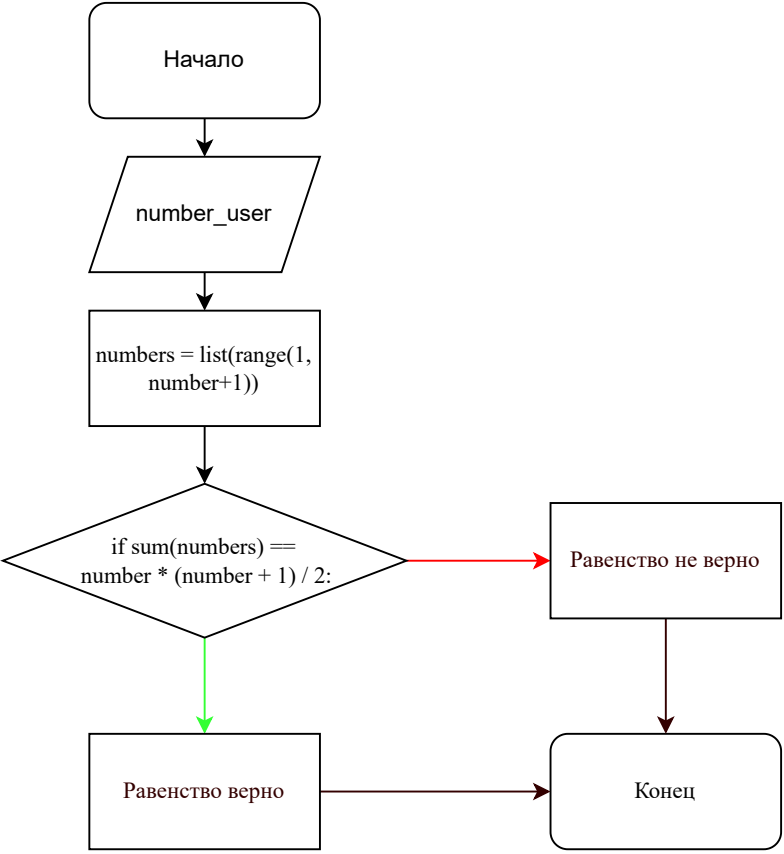 Начало
number_user
numbers = list(range(1,
number+1))
if sum(numbers) ==
number * (number + 1) / 2:
Равенство не верно
Равенство верно
Конец